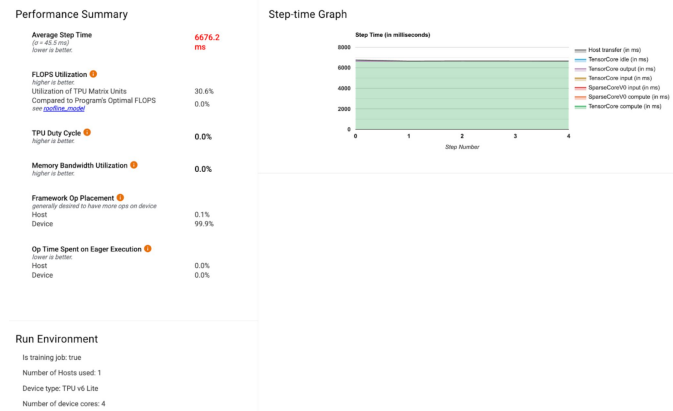 Performance Summary
Average Step Time
(σ = 45.5 ms)
lower is better.
6676.2
ms
FLOPS Utilization
higher is better.
Utilization of TPU Matrix Units 30.6%
Compared to Program's Optimal FLOPS 0.0%
see roofline_model
TPU Duty Cycle
higher is better.
0.0%
Memory Bandwidth Utilization
higher is better.
0.0%
Framework Op Placement
generally desired to have more ops on device
Host 0.1%
Device 99.9%
Op Time Spent on Eager Execution
lower is better.
Host 0.0%
Device 0.0%
Run Environment
Is training job: true
Number of Hosts used: 1
Device type: TPU v6 Lite
Number of device cores: 4
Step-time Graph
Step Time (in milliseconds)
8000
6000
4000
2000
0
0 1 2 3 4
Step Number
Host transfer (in ms)
TensorCore idle (in ms)
TensorCore output (in ms)
TensorCore input (in ms)
SparseCoreV0 input (in ms)
SparseCoreV0 compute (in ms)
TensorCore compute (in ms)